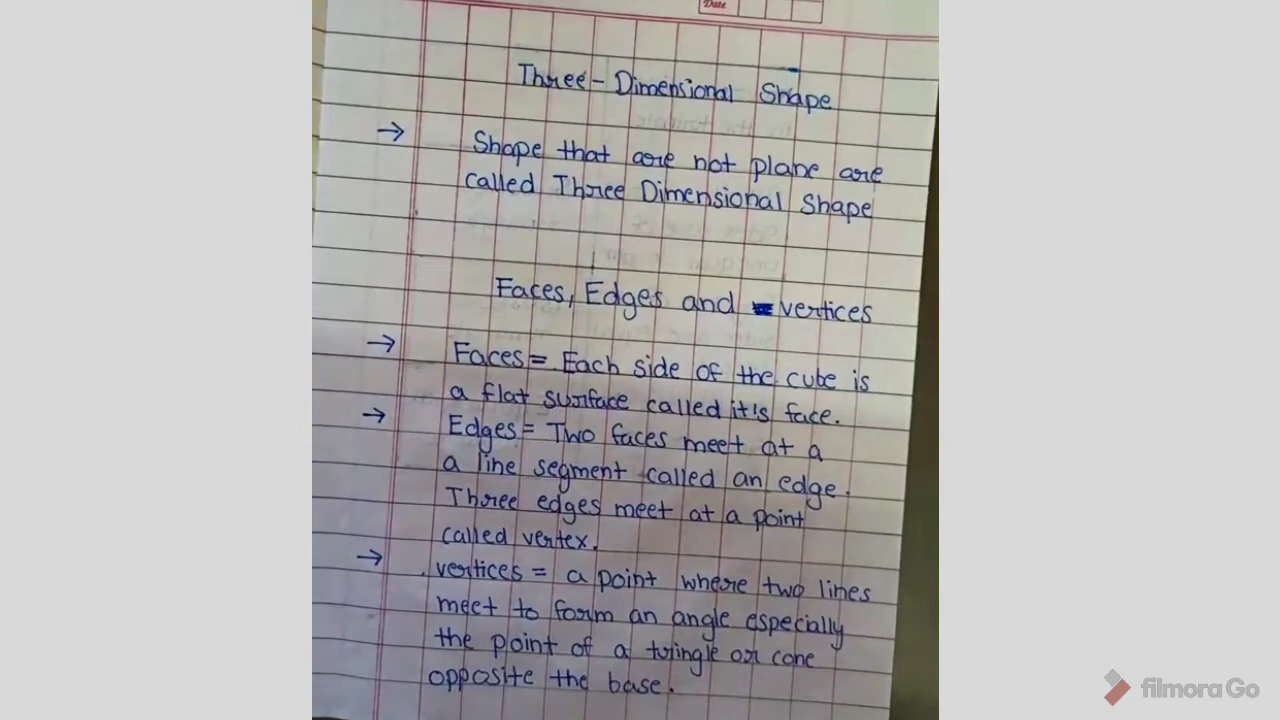 Date
Three-Dimensional Shape
→ Shape that are not plane are
called Three Dimensional Shape
Faces, Edges and vertices
→ Faces = Each side of the cube is
a flat surface called it's face.
→ Edges = Two faces meet at a
a line segment called an edge.
Three edges meet at a point
called vertex.
→ vertices = a point where two lines
meet to form an angle especially
the point of a tringle or cone
opposite the base.
filmora Go